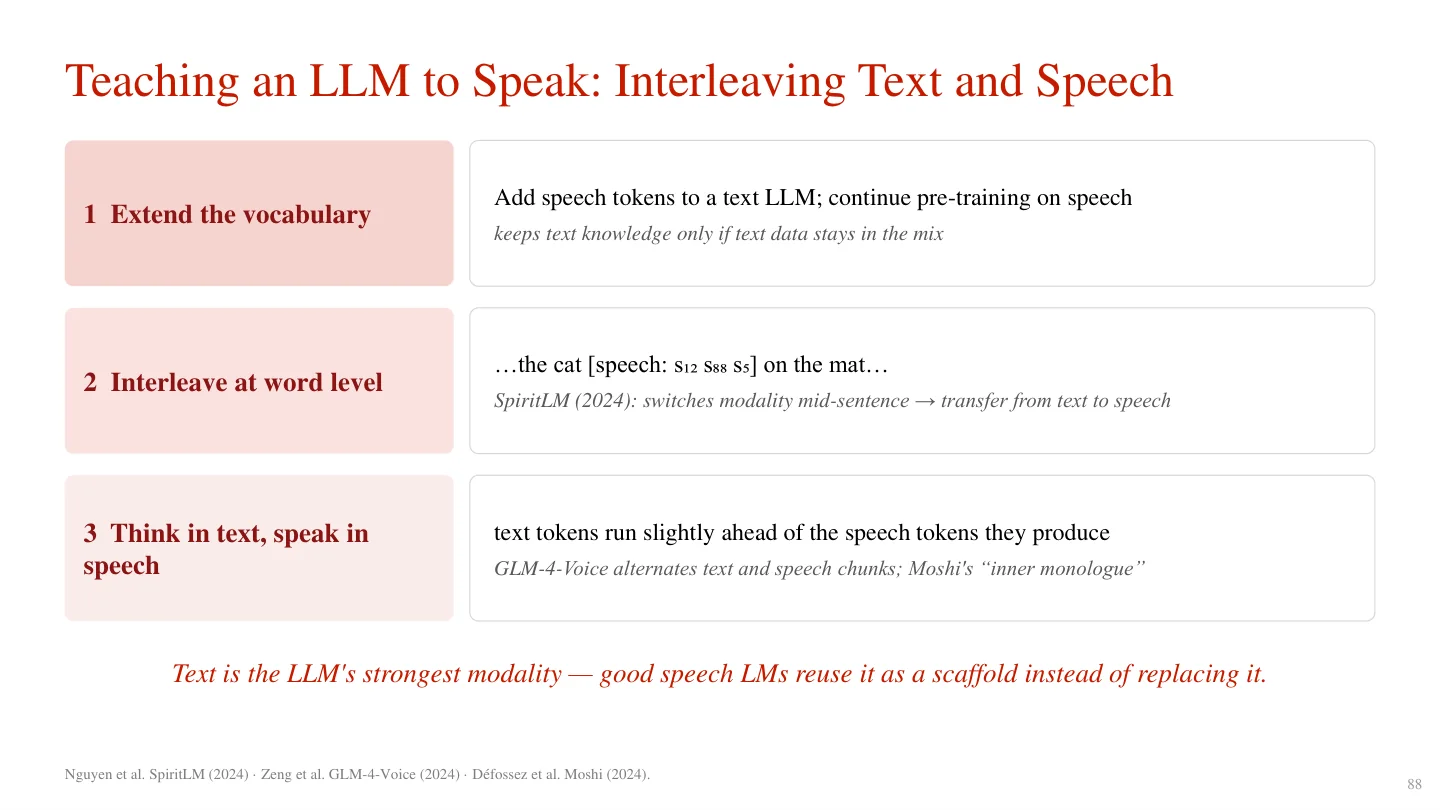 Teaching an LLM to Speak: Interleaving Text and Speech
1 Extend the vocabulary
Add speech tokens to a text LLM; continue pre-training on speech
keeps text knowledge only if text data stays in the mix
2 Interleave at word level
…the cat [speech: s₁₂ s₈₈ s₅] on the mat…
SpiritLM (2024): switches modality mid-sentence → transfer from text to speech
3 Think in text, speak in
speech
text tokens run slightly ahead of the speech tokens they produce
GLM-4-Voice alternates text and speech chunks; Moshi's “inner monologue”
Text is the LLM's strongest modality — good speech LMs reuse it as a scaffold instead of replacing it.
Nguyen et al. SpiritLM (2024) · Zeng et al. GLM-4-Voice (2024) · Défossez et al. Moshi (2024).
88